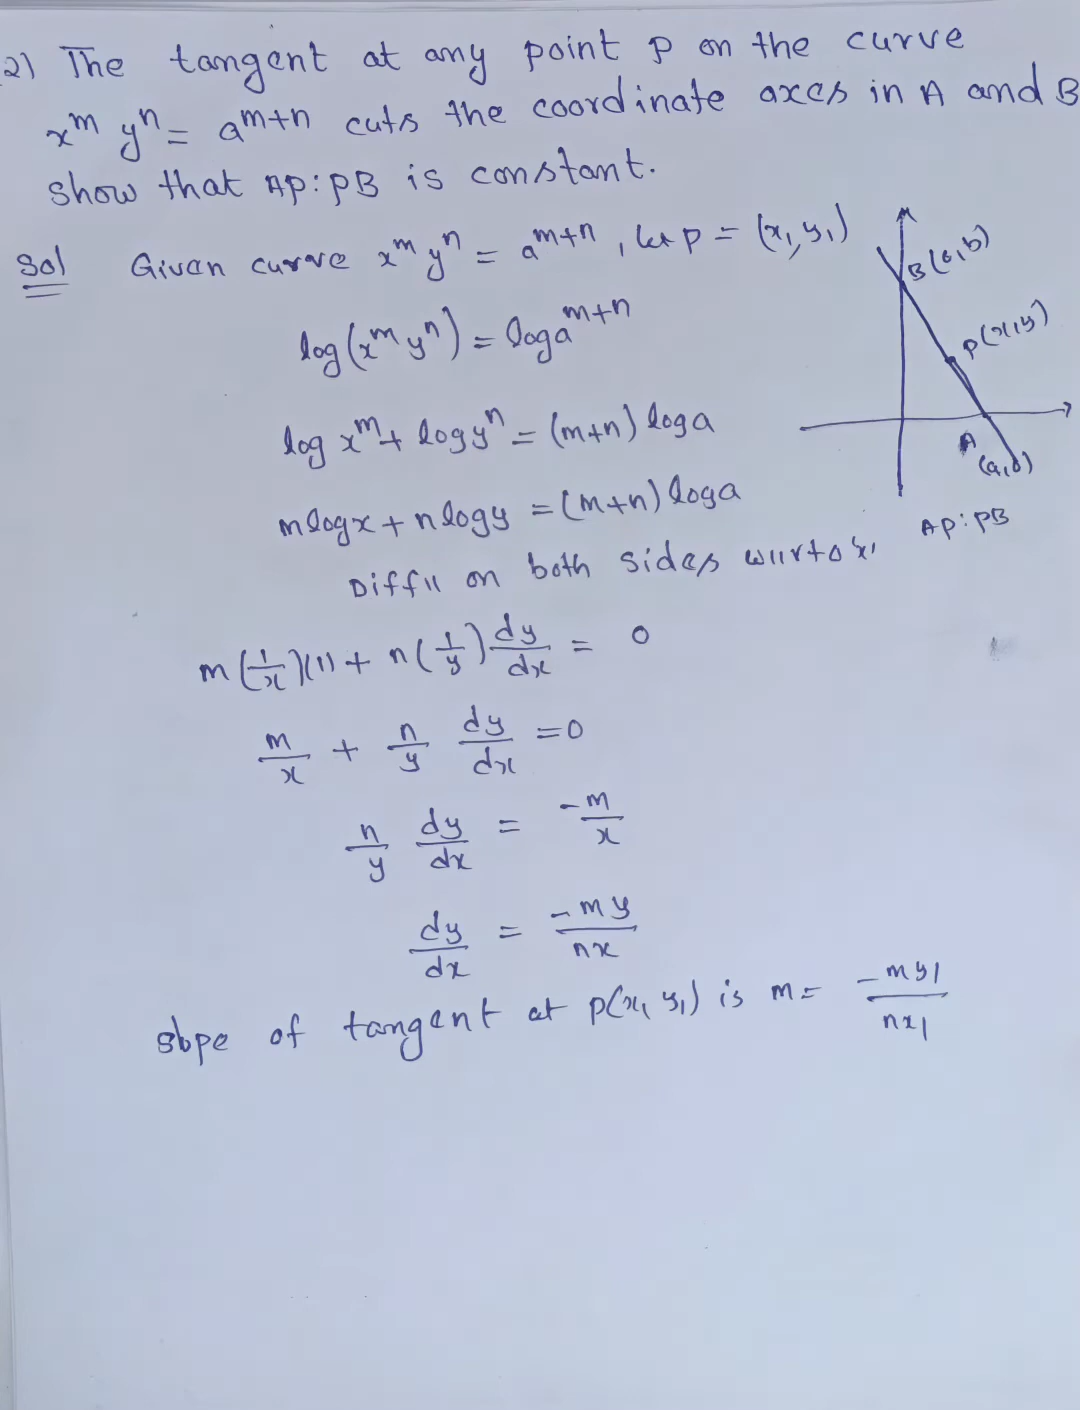 2) The tangent at any point P on the curve
x^m y^n = a^{m+n} cuts the coordinate axes in A and B
show that AP:PB is constant.
Sol Given curve x^m y^n = a^{m+n}, let P = (x₁, y₁)
log(x^m y^n) = log a^{m+n}
log x^m + log y^n = (m+n) log a
m log x + n log y = (m+n) log a
Diff11 on both sides w11r to 'x'
m(1/x)(1) + n(1/y) dy/dx = 0
m/x + n/y dy/dx = 0
n/y dy/dx = -m/x
dy/dx = -my/nx
slope of tangent at P(x₁ y₁) is m = -my₁/nx₁
B(0,b)
P(x,y)
A
(a,0)
AP:PB